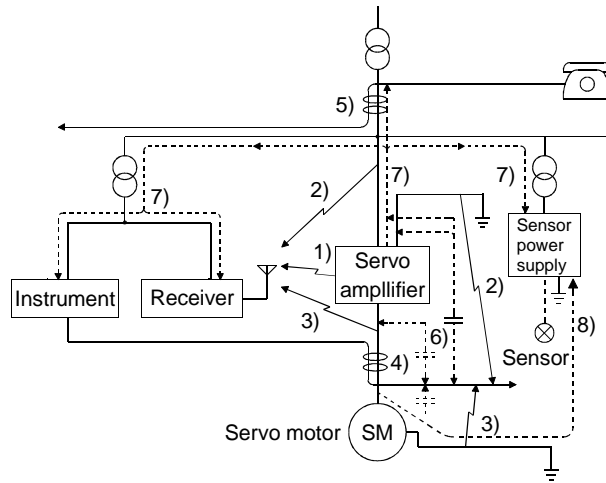 5)
7)
2)
7)
7)
1)
Servo
ampllifier
Sensor
power
supply
Instrument
Receiver
3)
6)
2)
8)
4)
Sensor
3)
Servo motor
SM